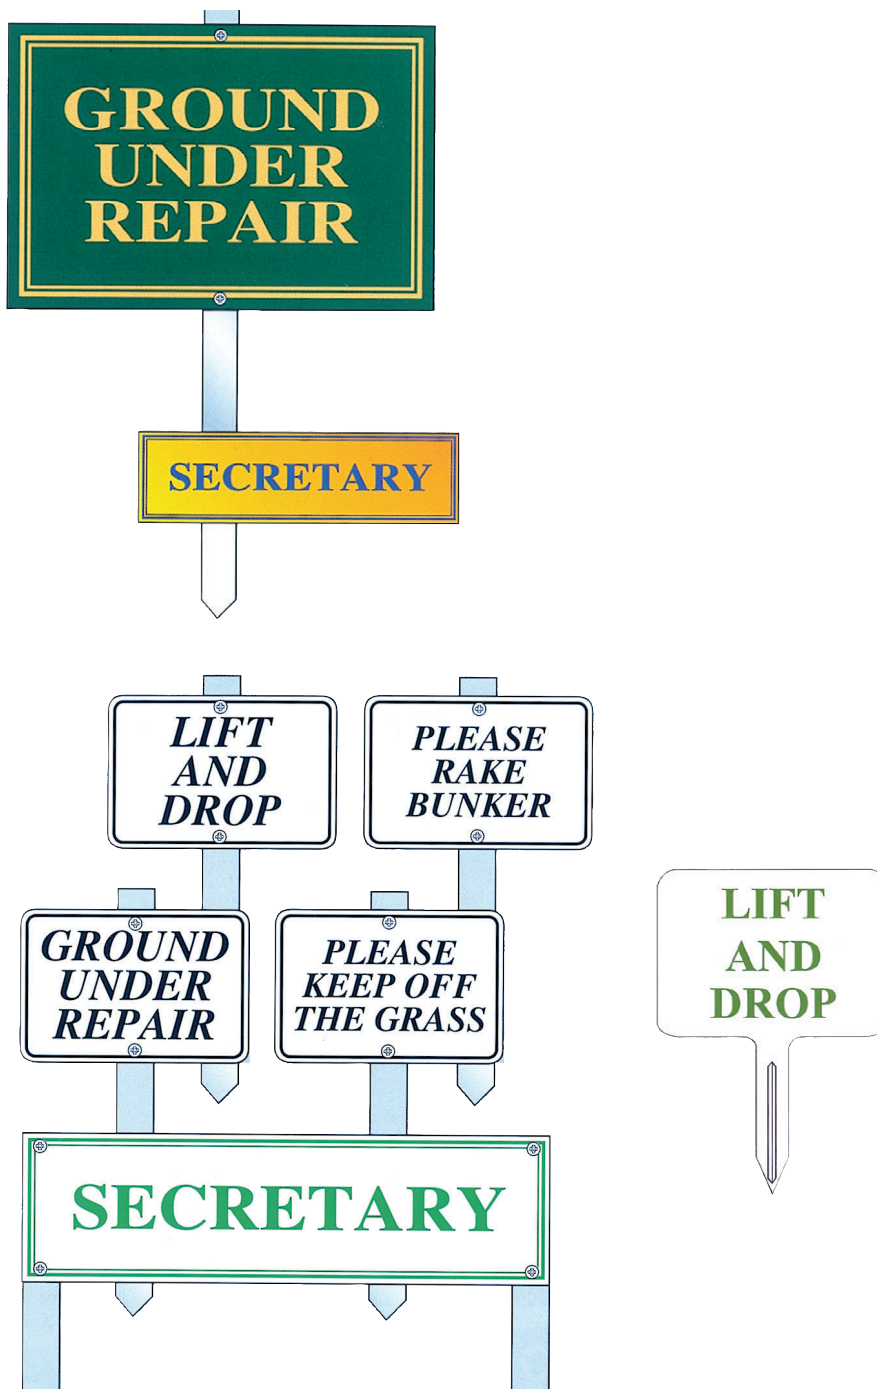 GROUND
UNDER
REPAIR
SECRETARY
LIFT
AND
DROP
PLEASE
RAKE
BUNKER
GROUND
UNDER
REPAIR
PLEASE
KEEP OFF
THE GRASS
LIFT
AND
DROP
SECRETARY